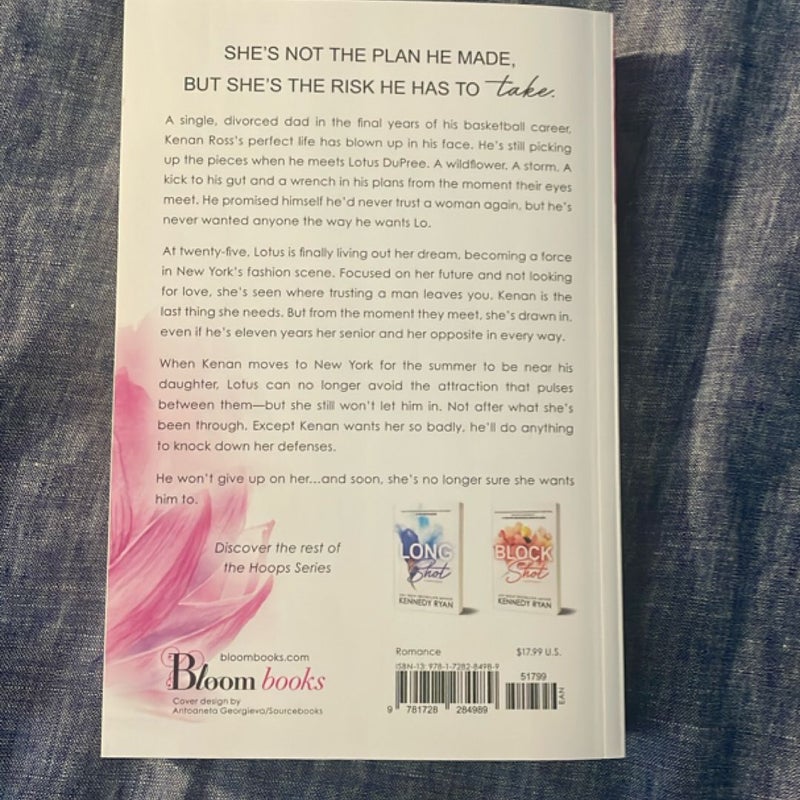 SHE'S NOT THE PLAN HE MADE,
BUT SHE'S THE RISK HE HAS TO take.
A single, divorced dad in the final years of his basketball career,
Kenan Ross's perfect life has blown up in his face. He's still picking
up the pieces when he meets Lotus DuPree. A wildflower. A storm. A
kick to his gut and a wrench in his plans from the moment their eyes
meet. He promised himself he'd never trust a woman again, but he's
never wanted anyone the way he wants Lo.
At twenty-five, Lotus is finally living out her dream, becoming a force
in New York's fashion scene. Focused on her future and not looking
for love, she's seen where trusting a man leaves you. Kenan is the
last thing she needs. But from the moment they meet, she's drawn in,
even if he's eleven years her senior and her opposite in every way.
When Kenan moves to New York for the summer to be near his
daughter, Lotus can no longer avoid the attraction that pulses
between them—but she still won't let him in. Not after what she's
been through. Except Kenan wants her so badly, he'll do anything
to knock down her defenses.
He won't give up on her...and soon, she's no longer sure she wants
him to.
Discover the rest of
the Hoops Series
LONG
Shot
KENNEDY RYAN
BLOCK
Shot
KENNEDY RYAN
bloombooks.com
Bloom books
Cover design by
Antoaneta Georgieva/Sourcebooks
Romance $17.99 U.S.
ISBN-13: 978-1-7282-8498-9
51799
EAN
9 781728 284989